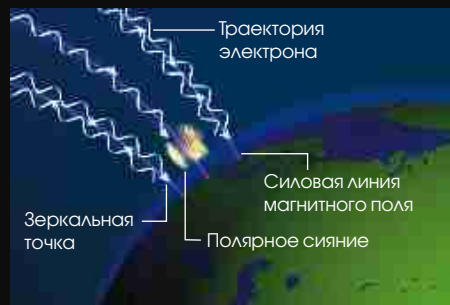 Траектория
электрона
Силовая линия
магнитного поля
Зеркальная
точка
Полярное сияние